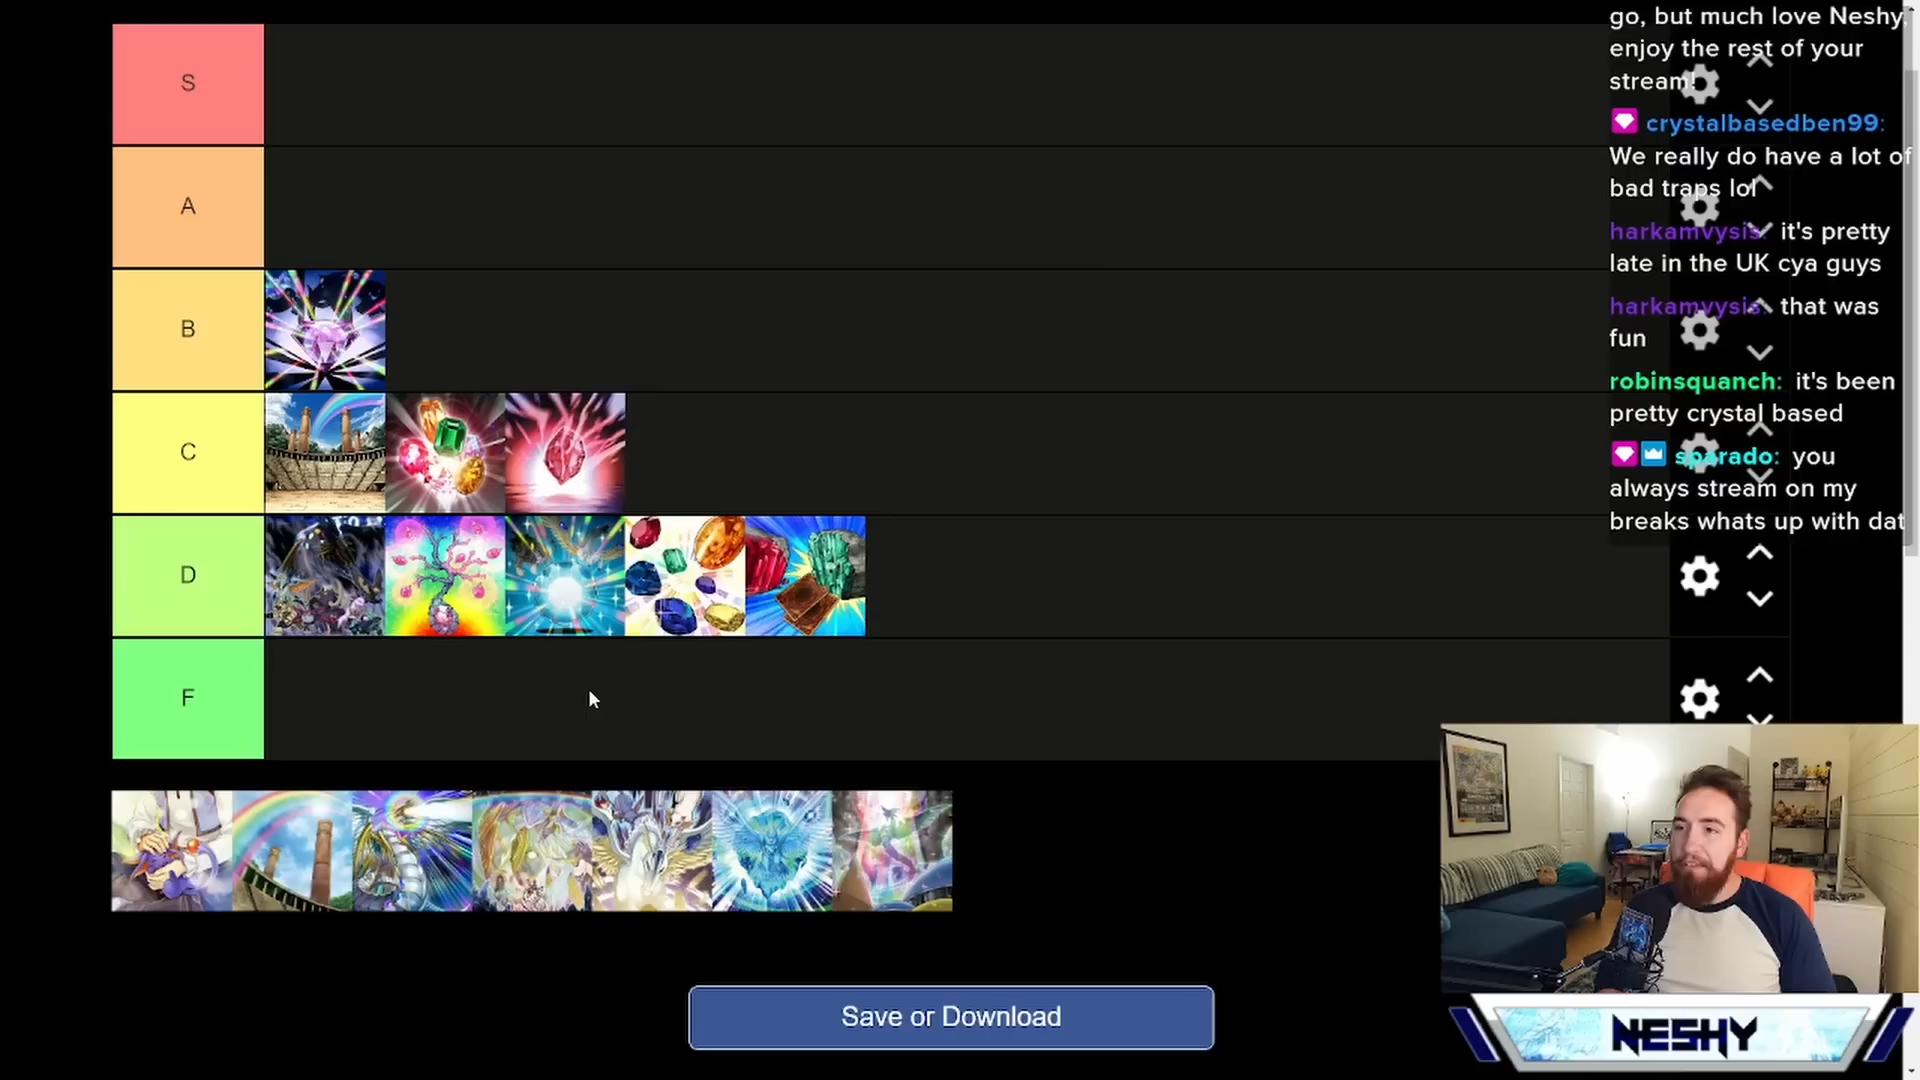 S
A
B
C
D
F
go, but much love Neshy,
enjoy the rest of your
stream!
crystalbasedben99:
We really do have a lot of
bad traps lol
harkamvysis: it's pretty
late in the UK cya guys
harkamvysis: that was
fun
robinsquanch: it's been
pretty crystal based
sparado: you
always stream on my
breaks whats up with dat
Save or Download
NESHY